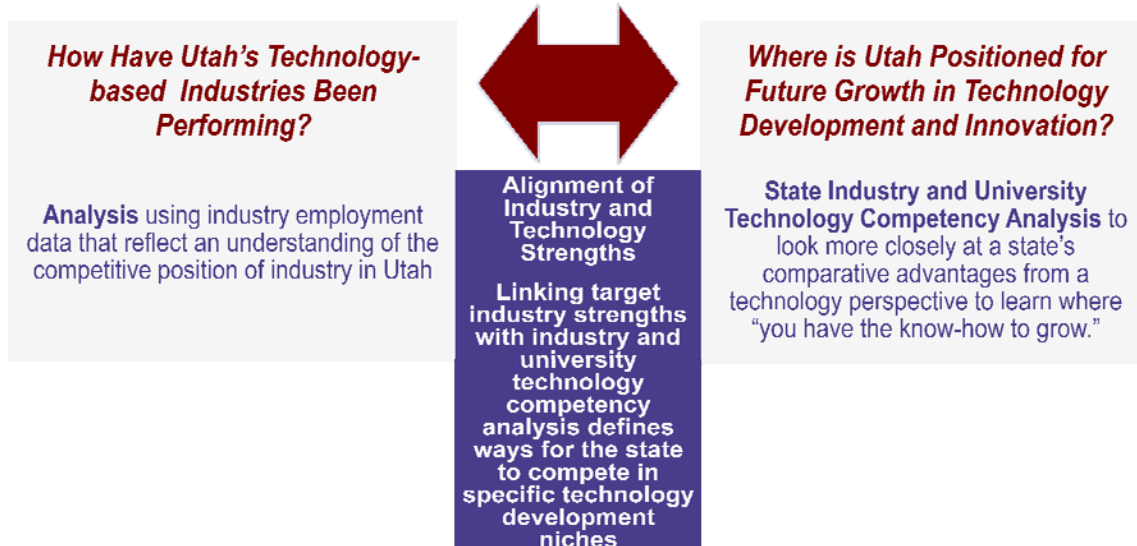 How Have Utah’s Technology-
based Industries Been
Performing?
Analysis using industry employment
data that reflect an understanding of the
competitive position of industry in Utah
Alignment of
Industry and
Technology
Strengths
Linking target
industry strengths
with industry and
university
technology
competency
analysis defines
ways for the state
to compete in
specific technology
development
niches
Where is Utah Positioned for
Future Growth in Technology
Development and Innovation?
State Industry and University
Technology Competency Analysis to
look more closely at a state’s
comparative advantages from a
technology perspective to learn where
“you have the know-how to grow.”